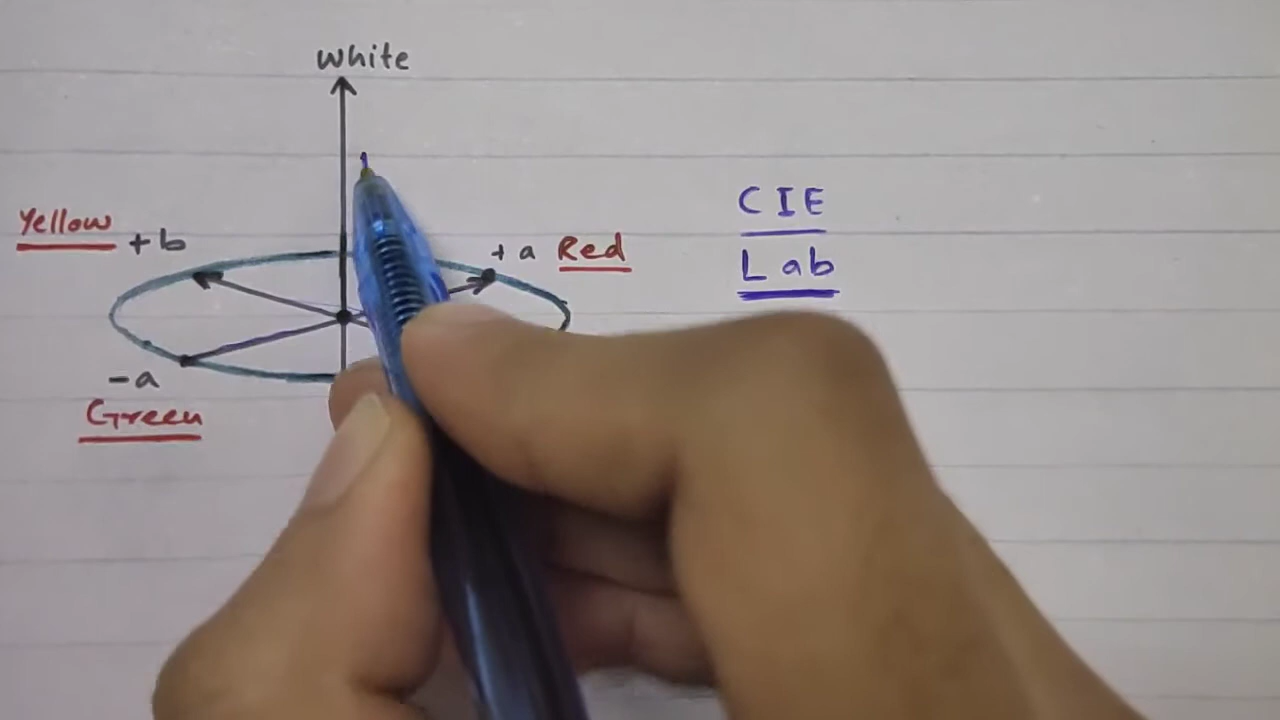 white
CIE
Lab
Yellow +b
+a Red
-a
Green